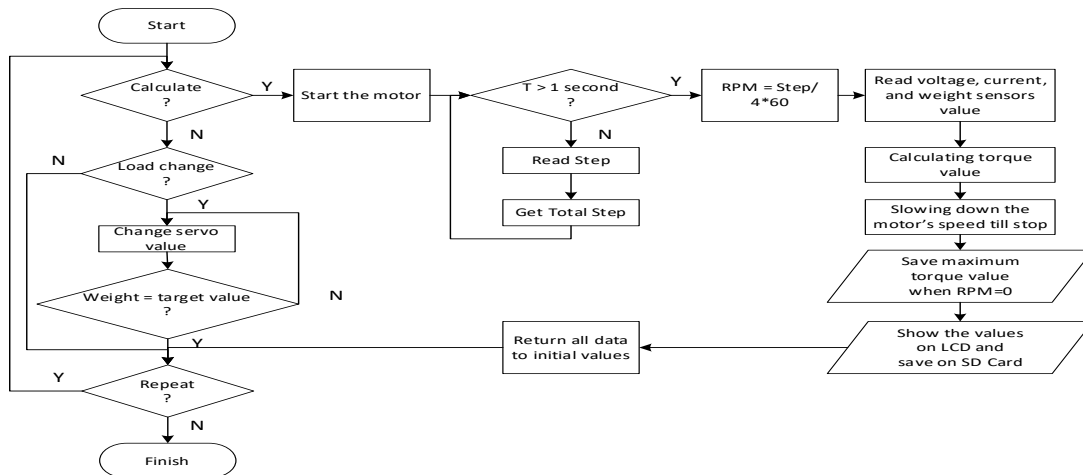 Start
Calculate
?
Y
N
Start the motor
T > 1 second
?
Y
N
Read Step
Get Total Step
RPM = Step/
4*60
Read voltage, current,
and weight sensors
value
Calculating torque
value
Slowing down the
motor's speed till stop
Save maximum
torque value
when RPM=0
Show the values
on LCD and
save on SD Card
Return all data
to initial values
Load change
?
N
Y
Change servo
value
Weight = target value
?
N
Y
Repeat
?
Y
N
Finish